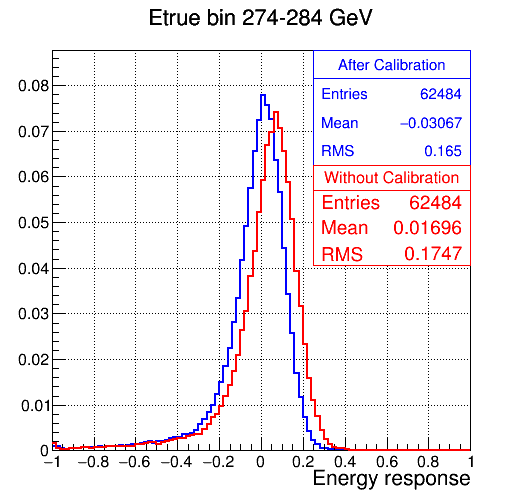 Etrue bin 274-284 GeV
After Calibration
Entries 62484
Mean −0.03067
RMS 0.165
Without Calibration
Entries 62484
Mean 0.01696
RMS 0.1747
0.08
0.07
0.06
0.05
0.04
0.03
0.02
0.01
0
−1 −0.8 −0.6 −0.4 −0.2 0 0.2 0.4 0.6 0.8 1
Energy response